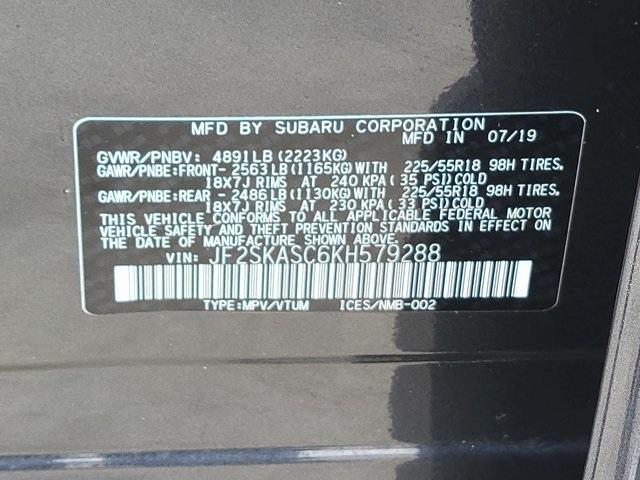 MFD BY SUBARU CORPORATION
MFD IN 07/19
GVWR/PNBV: 4891LB(2223KG)
GAWR/PNBE:FRONT-2563LB(1165KG)WITH 225/55R18 98H TIRES.
18X7J RIMS AT 240 KPA(35 PSI)COLD
GAWR/PNBE:REAR -2486LB(1130KG)WITH 225/55R18 98H TIRES.
18X7J RIMS AT 230 KPA(33 PSI)COLD
THIS VEHICLE CONFORMS TO ALL APPLICABLE FEDERAL MOTOR
VEHICLE SAFETY AND THEFT PREVENTION STANDARDS IN EFFECT ON
THE DATE OF MANUFACTURE SHOWN ABOVE.
VIN: JF2SKASC6KH579288
TYPE:MPV/VTUM ICES/NMB-002